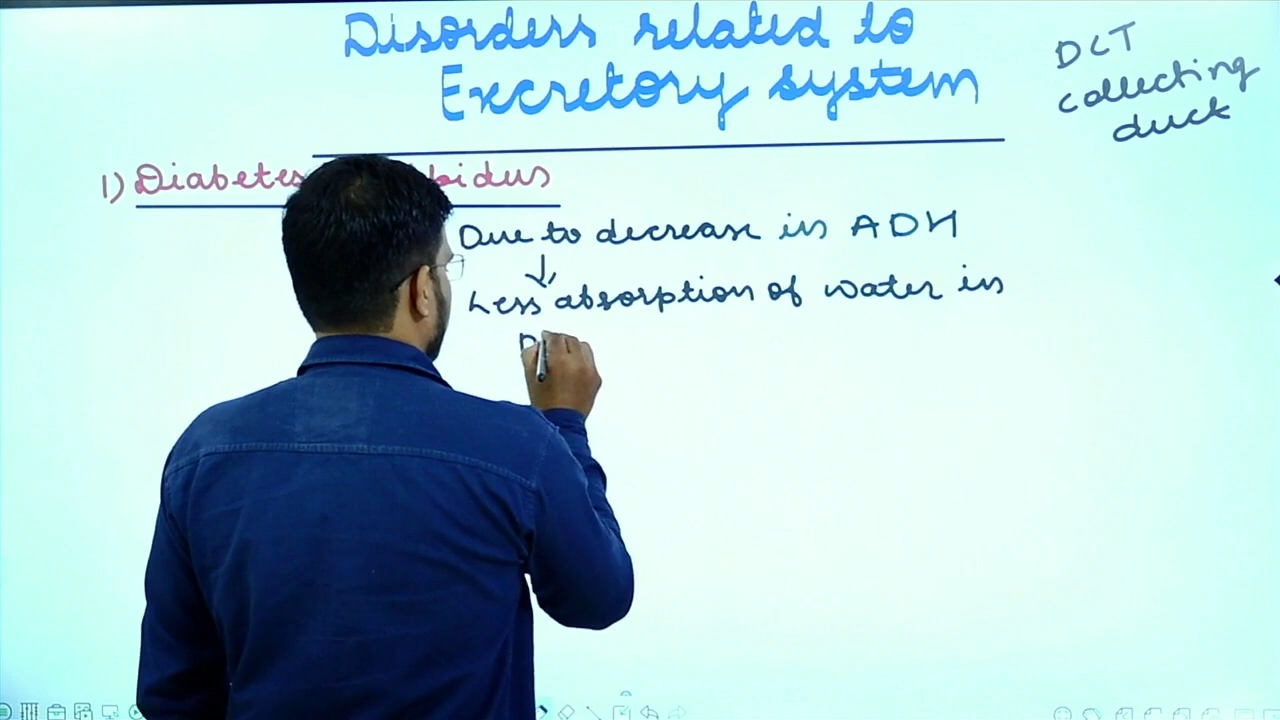 Disorders related to
Excretory system
DCT
collecting
duct
1) Diabetes bidus
Due to decrease in ADH
Less absorption of water in